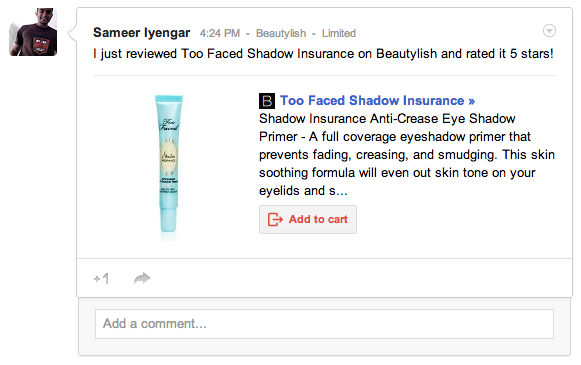 Sameer Iyengar 4:24 PM - Beautylish - Limited
I just reviewed Too Faced Shadow Insurance on Beautylish and rated it 5 stars!
B Too Faced Shadow Insurance »
Shadow Insurance Anti-Crease Eye Shadow
Primer - A full coverage eyeshadow primer that
prevents fading, creasing, and smudging. This skin
soothing formula will even out skin tone on your
eyelids and s...
Too
Faced
Shadow
Add to cart
+1
Add a comment...